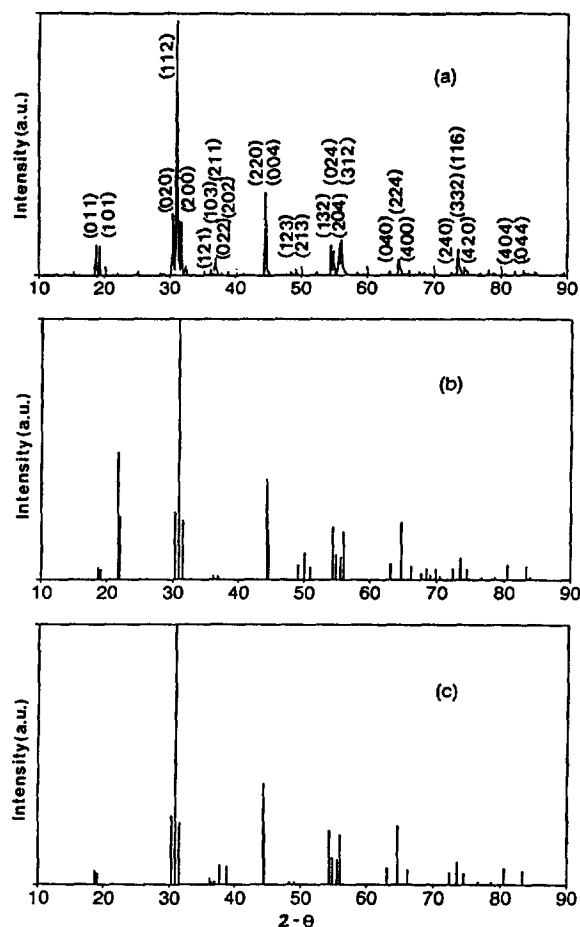 (a)
Intensity(a.u.)
(011)
(101)
(020)
(112)
(200)
(121)
(103)
(211)
(022)
(202)
(220)
(004)
(123)
(213)
(132)
(024)
(204)
(312)
(040)
(224)
(400)
(240)
(332)
(116)
(420)
(404)
(044)
10 20 30 40 50 60 70 80 90
(b)
Intensity(a.u.)
10 20 30 40 50 60 70 80 90
(c)
Intensity(a.u.)
10 20 30 40 50 60 70 80 90
2-θ